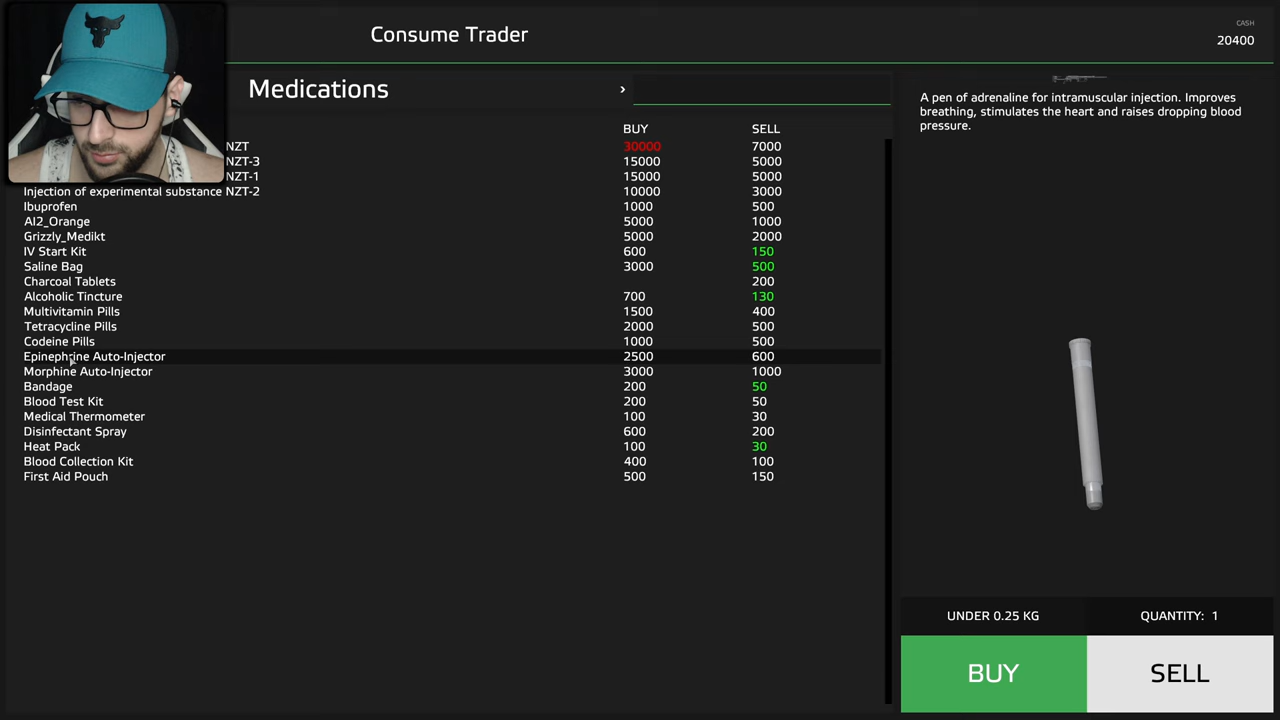 Consume Trader
CASH
20400
Medications
›
BUY SELL
NZT 30000 7000
NZT-3 15000 5000
NZT-1 15000 5000
Injection of experimental substance NZT-2 10000 3000
Ibuprofen 1000 500
AI2_Orange 5000 1000
Grizzly_Medikt 5000 2000
IV Start Kit 600 150
Saline Bag 3000 500
Charcoal Tablets 200
Alcoholic Tincture 700 130
Multivitamin Pills 1500 400
Tetracycline Pills 2000 500
Codeine Pills 1000 500
Epinephrine Auto-Injector 2500 600
Morphine Auto-Injector 3000 1000
Bandage 200 50
Blood Test Kit 200 50
Medical Thermometer 100 30
Disinfectant Spray 600 200
Heat Pack 100 30
Blood Collection Kit 400 100
First Aid Pouch 500 150
A pen of adrenaline for intramuscular injection. Improves
breathing, stimulates the heart and raises dropping blood
pressure.
UNDER 0.25 KG QUANTITY: 1
BUY SELL